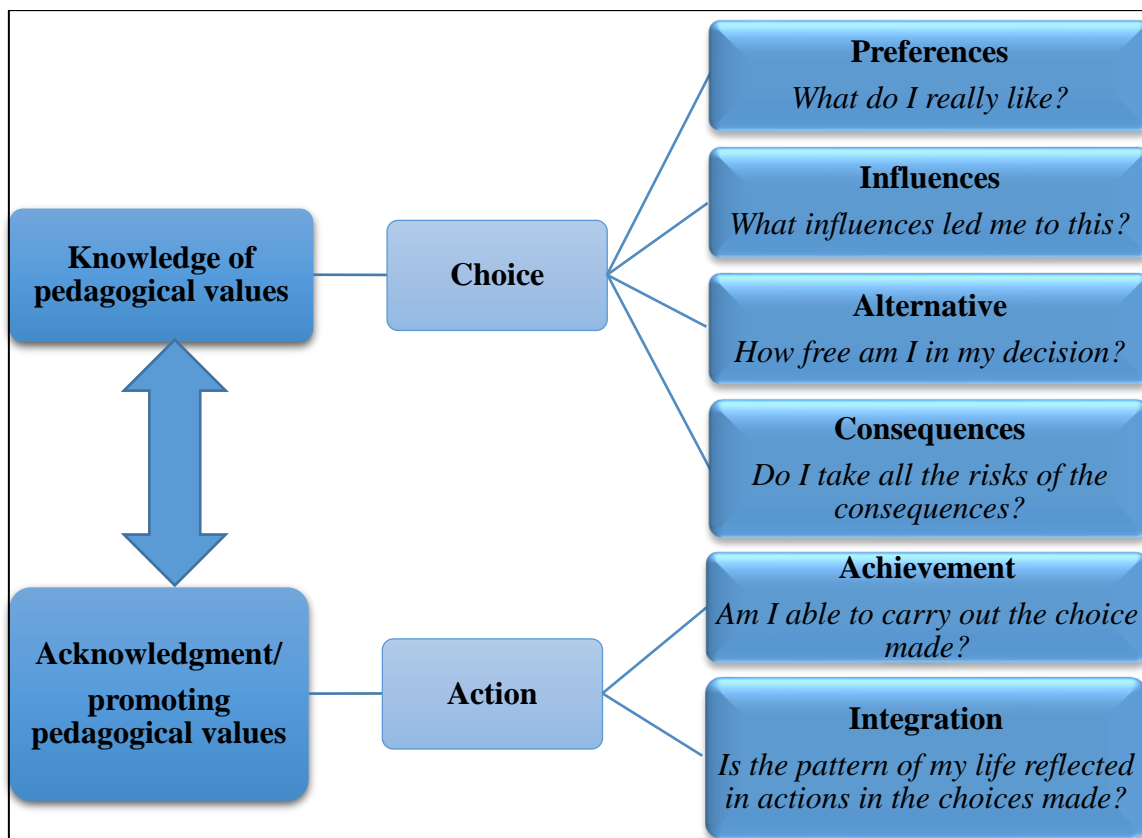 Knowledge of
pedagogical values
Choice
Preferences
What do I really like?
Influences
What influences led me to this?
Alternative
How free am I in my decision?
Consequences
Do I take all the risks of the
consequences?
Acknowledgment/
promoting
pedagogical values
Action
Achievement
Am I able to carry out the choice
made?
Integration
Is the pattern of my life reflected
in actions in the choices made?